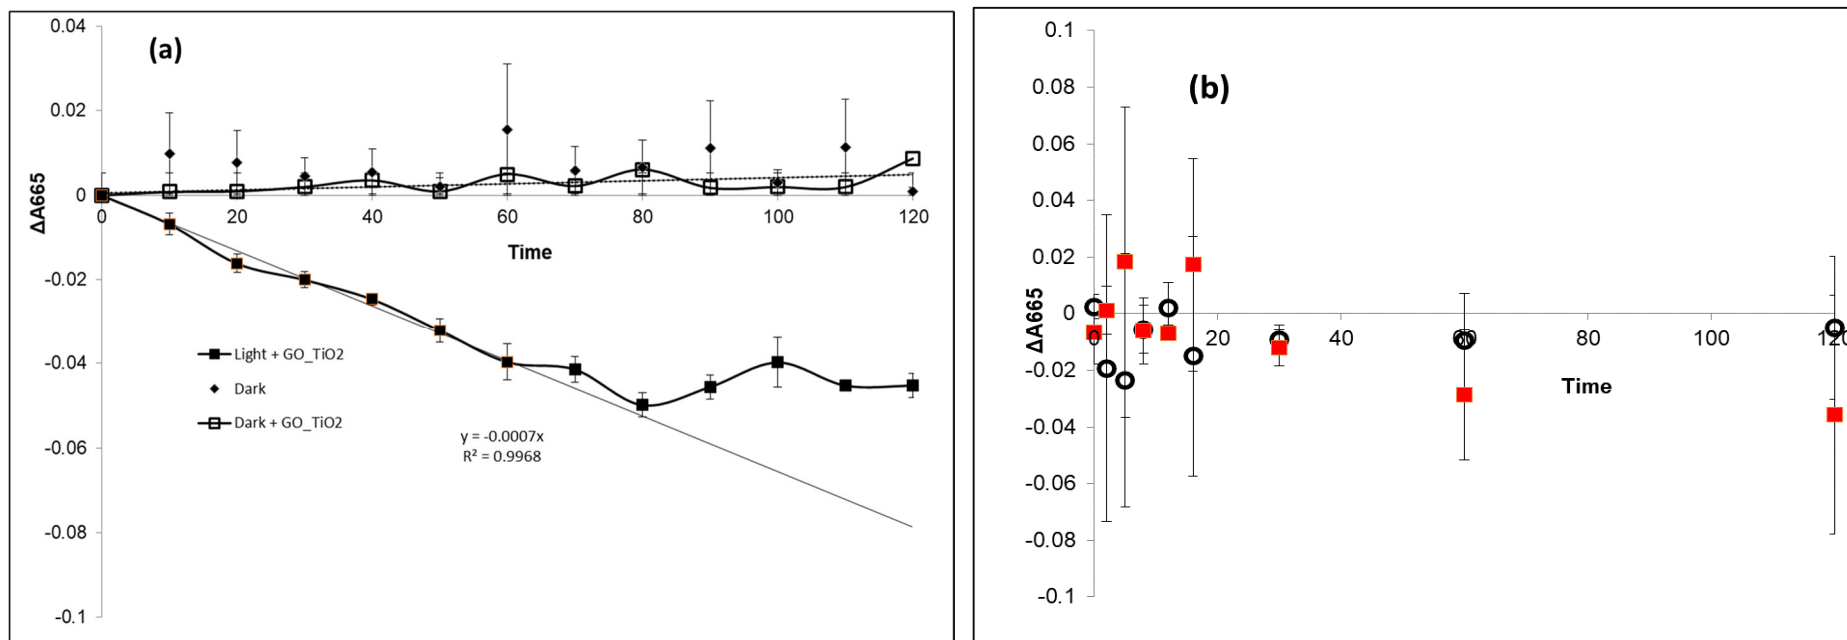 0.04
(a)
0.02
0
0 20 40 60 80 100 120
ΔA665
Time
-0.02
-0.04
Light + GO_TiO2
Dark
Dark + GO_TiO2
y = -0.0007x
R² = 0.9968
-0.06
-0.08
-0.1
0.1
(b)
0.08
0.06
0.04
0.02
0
0 20 40 60 80 100 120
ΔA665
Time
-0.02
-0.04
-0.06
-0.08
-0.1